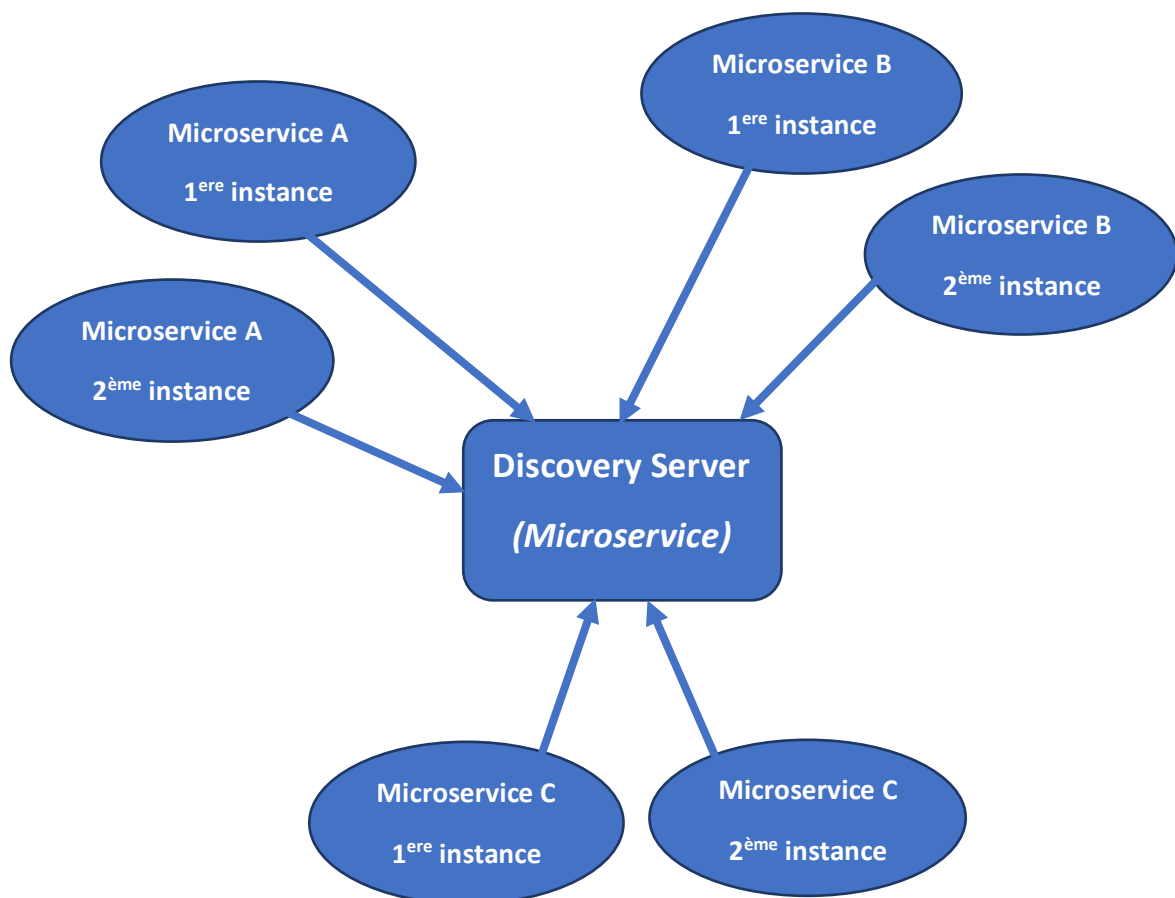 Microservice A
1ere instance
Microservice B
1ere instance
Microservice B
2ème instance
Microservice A
2ème instance
Discovery Server
(Microservice)
Microservice C
1ere instance
Microservice C
2ème instance